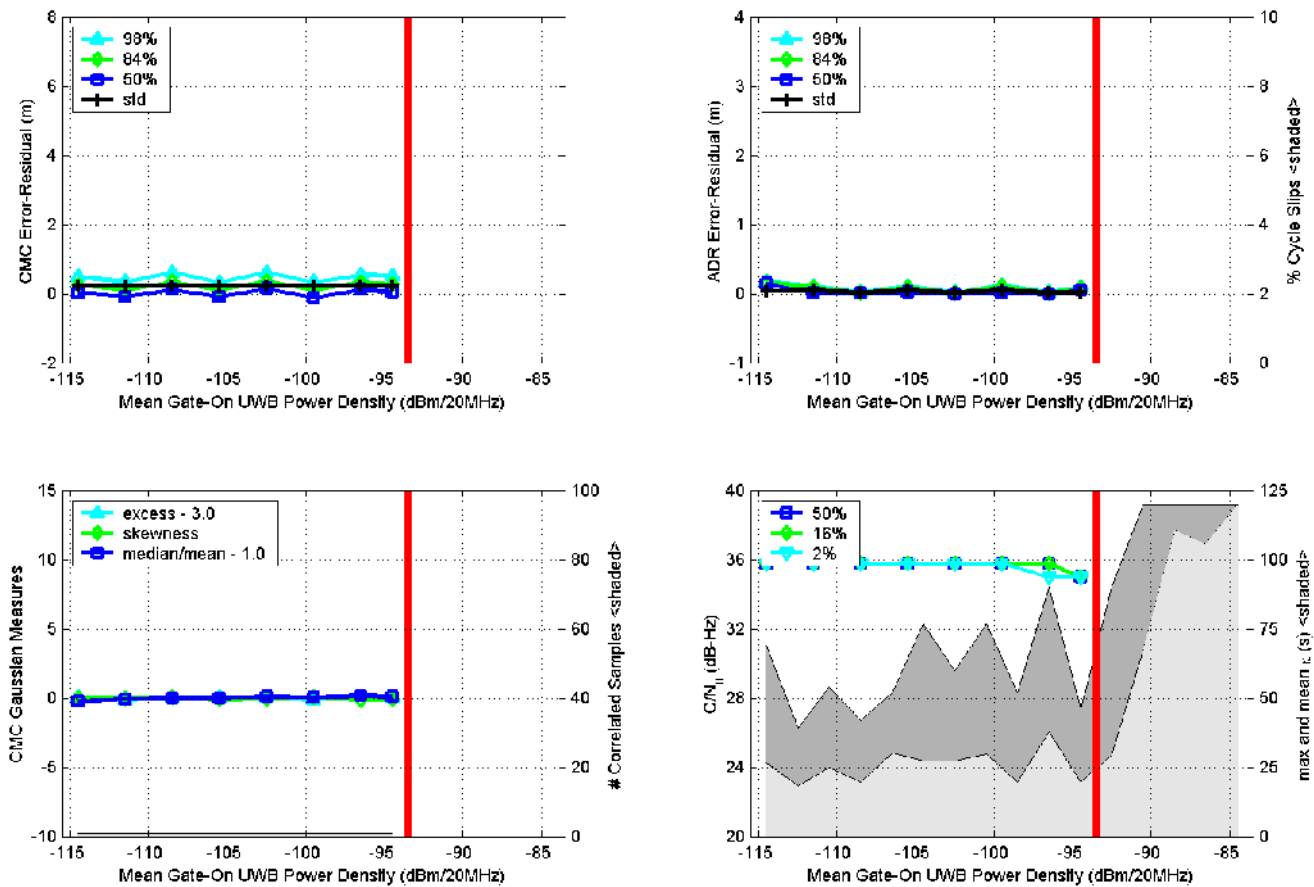 8
6
4
2
0
-2
98%
84%
50%
std
CMC Error-Residual (m)
-115 -110 -105 -100 -95 -90 -85
Mean Gate-On UWB Power Density (dBm/20MHz)
4
3
2
1
0
-1
98%
84%
50%
std
ADR Error-Residual (m)
10
8
6
4
2
0
% Cycle Slips <shaded>
-115 -110 -105 -100 -95 -90 -85
Mean Gate-On UWB Power Density (dBm/20MHz)
15
10
5
0
-5
-10
excess - 3.0
skewness
median/mean - 1.0
CMC Gaussian Measures
100
80
60
40
20
0
# Correlated Samples <shaded>
-115 -110 -105 -100 -95 -90 -85
Mean Gate-On UWB Power Density (dBm/20MHz)
40
36
32
28
24
20
50%
16%
2%
C/N (dB-Hz)
125
100
75
50
25
0
max and mean (s) <shaded>
-115 -110 -105 -100 -95 -90 -85
Mean Gate-On UWB Power Density (dBm/20MHz)